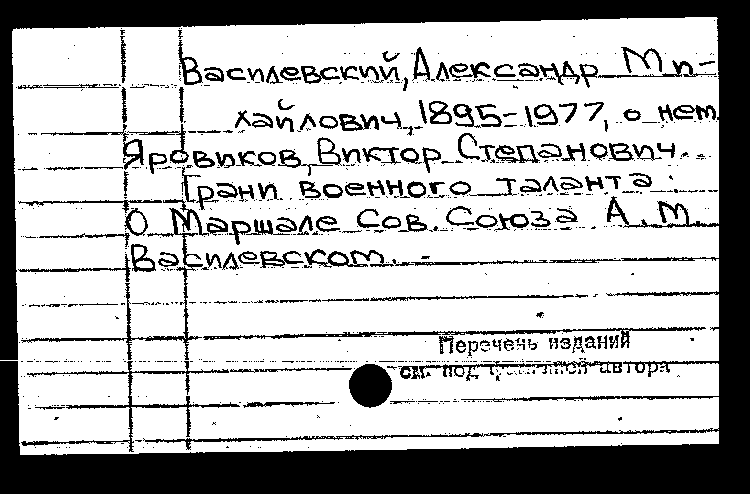 Василевский, Александр Ми-
хайлович, 1895-1977, о нем
Яровиков, Виктор Степанович.
Грани военного таланта :
О Маршале Сов. Союза А. М.
Василевском. -
Перечень изданий
см. под фамилией автора